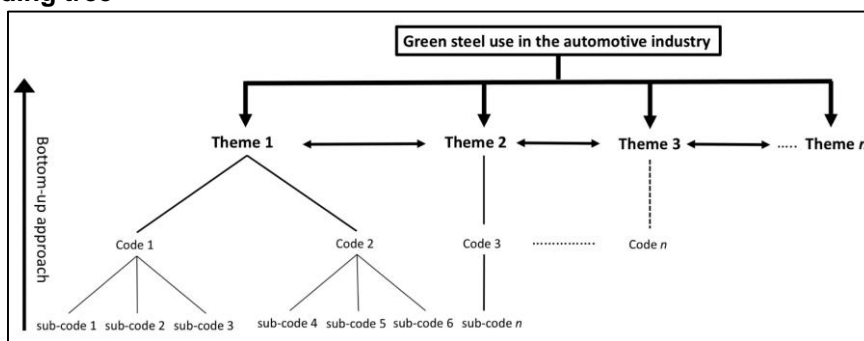 Green steel use in the automotive industry
Bottom-up approach
Theme 1
Theme 2
Theme 3
..... Theme n
Code 1
Code 2
Code 3
................
Code n
sub-code 1 sub-code 2 sub-code 3
sub-code 4 sub-code 5 sub-code 6
sub-code n